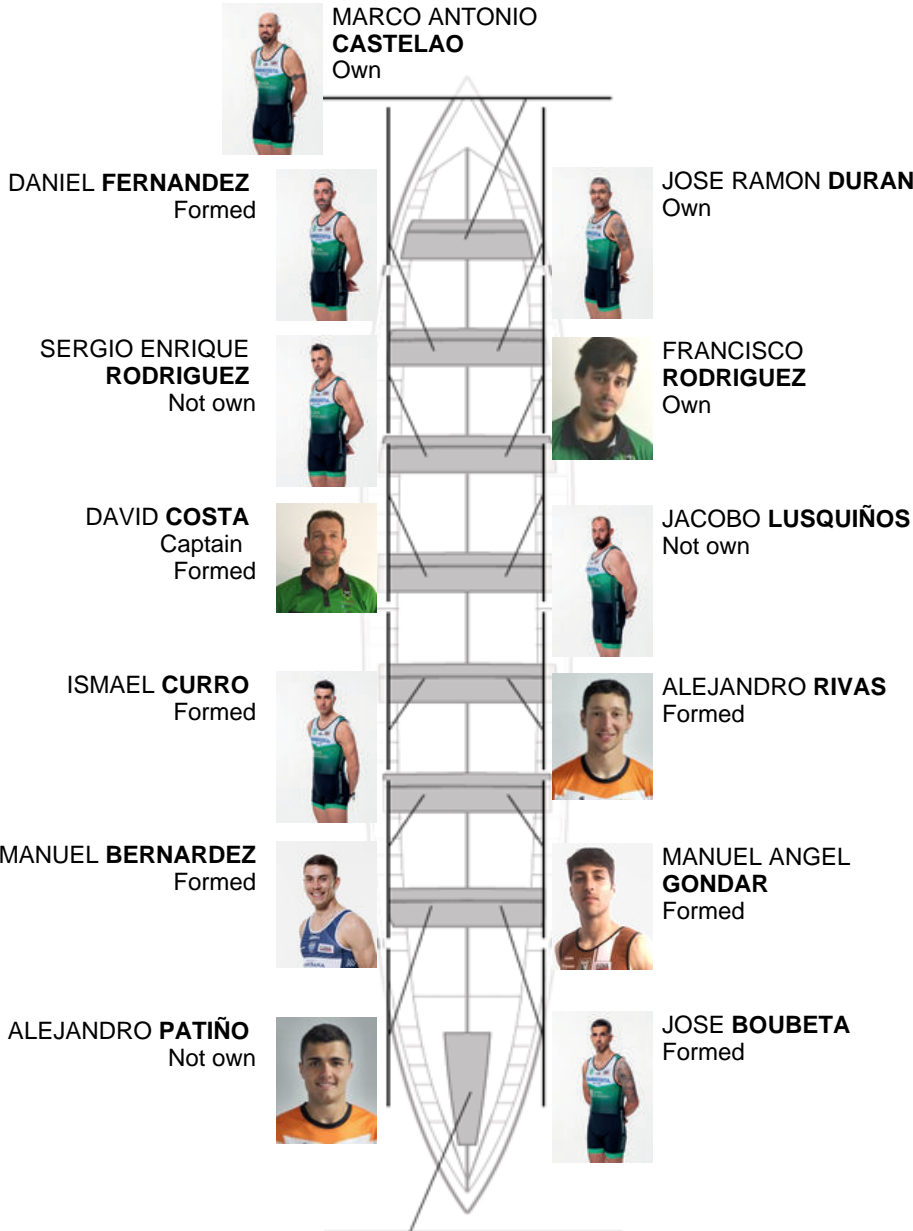 MARCO ANTONIO
CASTELAO
Own
DANIEL FERNANDEZ
Formed
JOSE RAMON DURAN
Own
SERGIO ENRIQUE
RODRIGUEZ
Not own
FRANCISCO
RODRIGUEZ
Own
DAVID COSTA
Captain
Formed
JACOBO LUSQUIÑOS
Not own
ISMAEL CURRO
Formed
ALEJANDRO RIVAS
Formed
MANUEL BERNARDEZ
Formed
MANUEL ANGEL
GONDAR
Formed
ALEJANDRO PATIÑO
Not own
JOSE BOUBETA
Formed